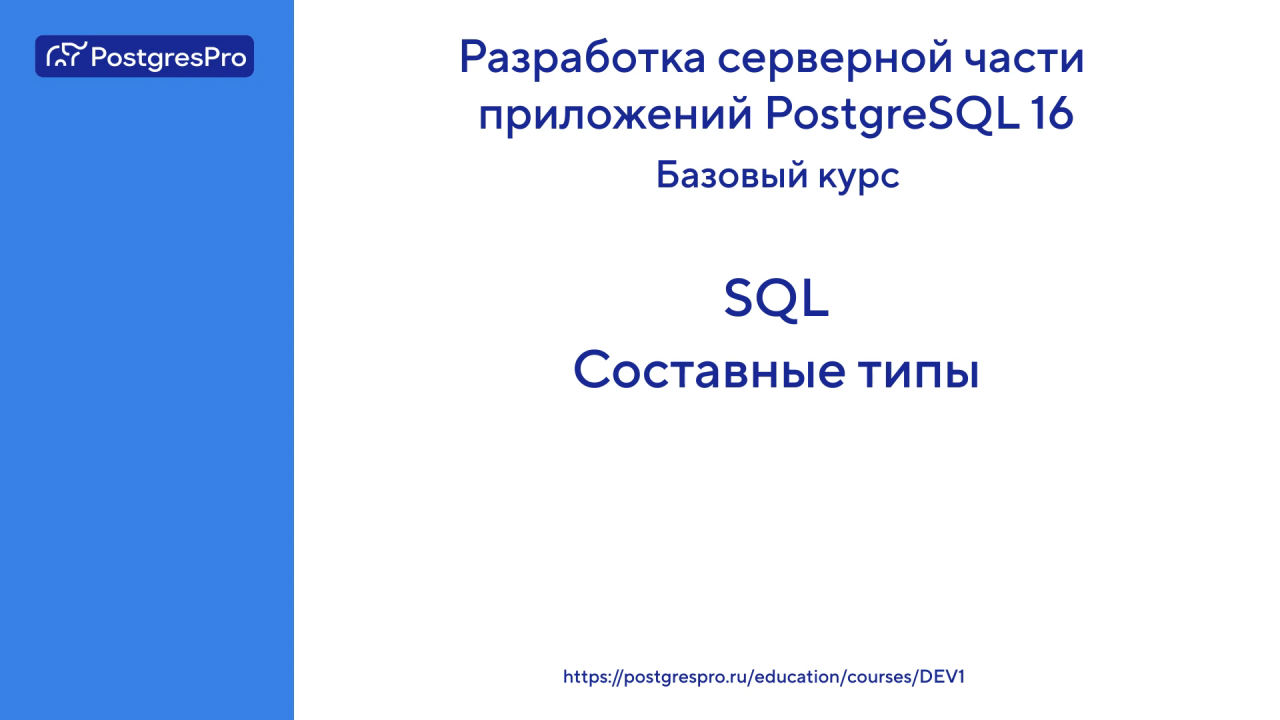 PostgresPro
Разработка серверной части
приложений PostgreSQL 16
Базовый курс
SQL
Составные типы
https://postgrespro.ru/education/courses/DEV1